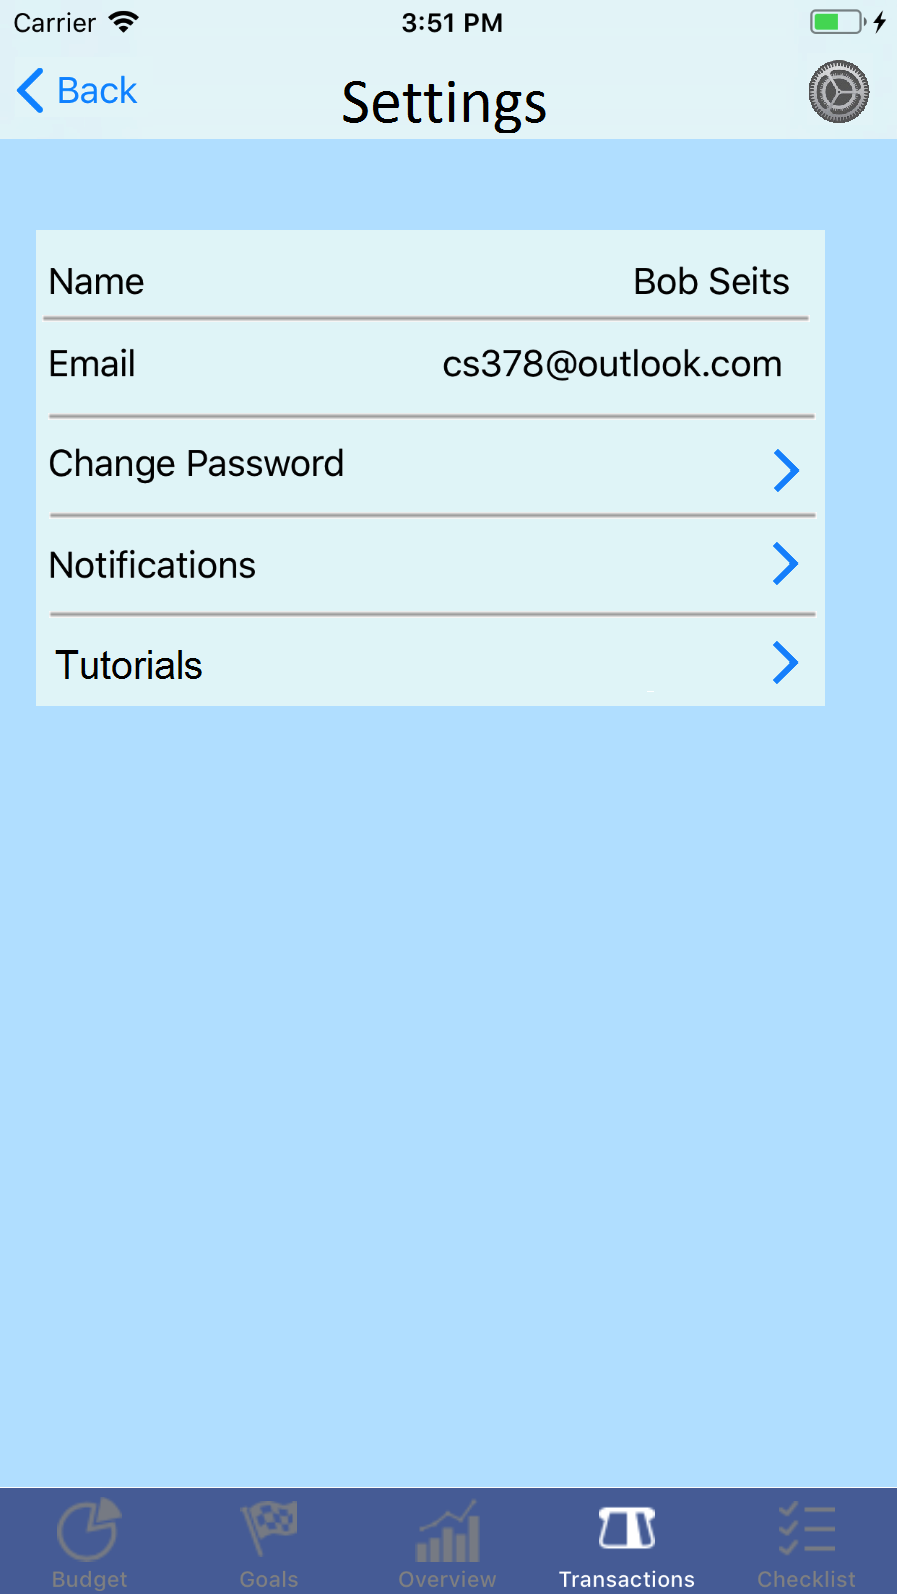 Carrier 3:51 PM
Back Settings
Name Bob Seits
Email cs378@outlook.com
Change Password
Notifications
Tutorials
Budget Goals Overview Transactions Checklist